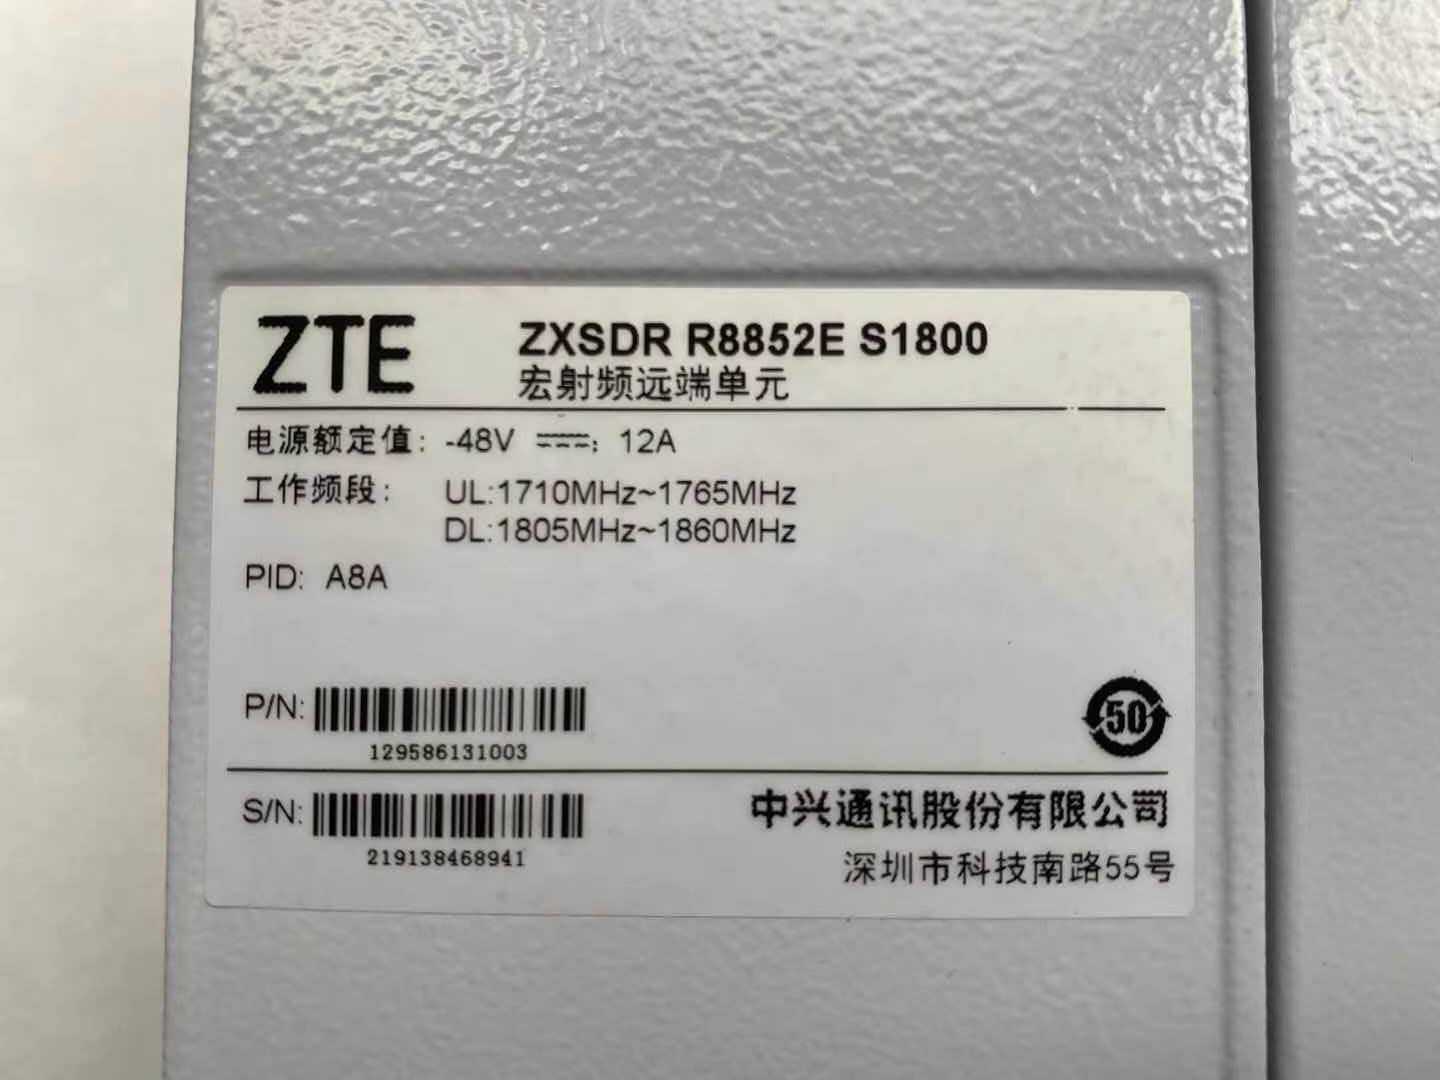 ZTE
ZXSDR R8852E S1800
宏射频远端单元
电源额定值: -48V ⎓; 12A
工作频段: UL:1710MHz~1765MHz
DL:1805MHz~1860MHz
PID: A8A
P/N:
129586131003
50
S/N:
219138468941
中兴通讯股份有限公司
深圳市科技南路55号